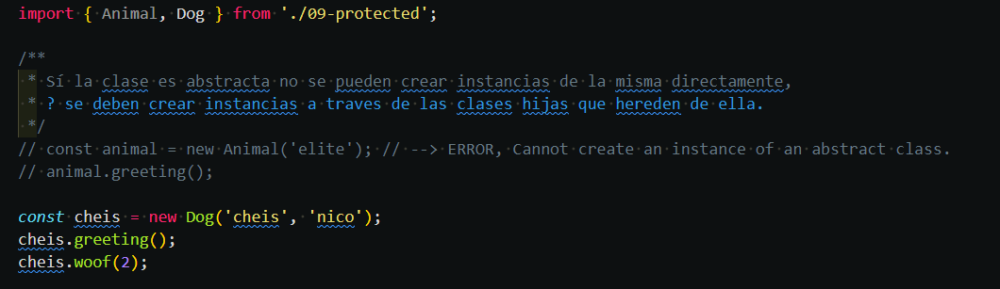 import { Animal, Dog } from './09-protected';
/**
* Sí la clase es abstracta no se pueden crear instancias de la misma directamente,
* ? se deben crear instancias a traves de las clases hijas que hereden de ella.
*/
// const animal = new Animal('elite'); // --> ERROR, Cannot create an instance of an abstract class.
// animal.greeting();
const cheis = new Dog('cheis', 'nico');
cheis.greeting();
cheis.woof(2);